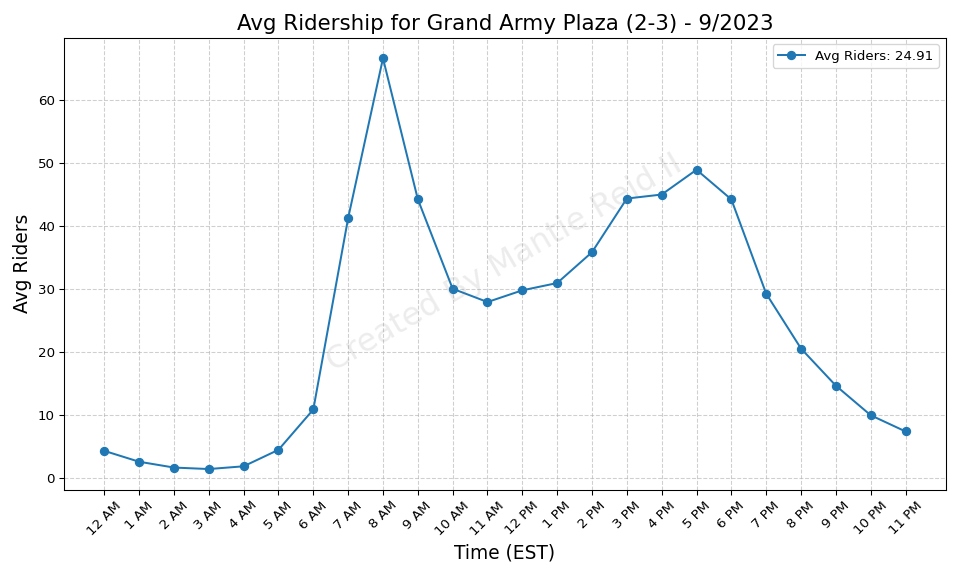 Avg Ridership for Grand Army Plaza (2-3) - 9/2023
Avg Riders: 24.91
Avg Riders
60
50
40
30
20
10
0
Created By Mantle Reid II
12 AM
1 AM
2 AM
3 AM
4 AM
5 AM
6 AM
7 AM
8 AM
9 AM
10 AM
11 AM
12 PM
1 PM
2 PM
3 PM
4 PM
5 PM
6 PM
7 PM
8 PM
9 PM
10 PM
11 PM
Time (EST)